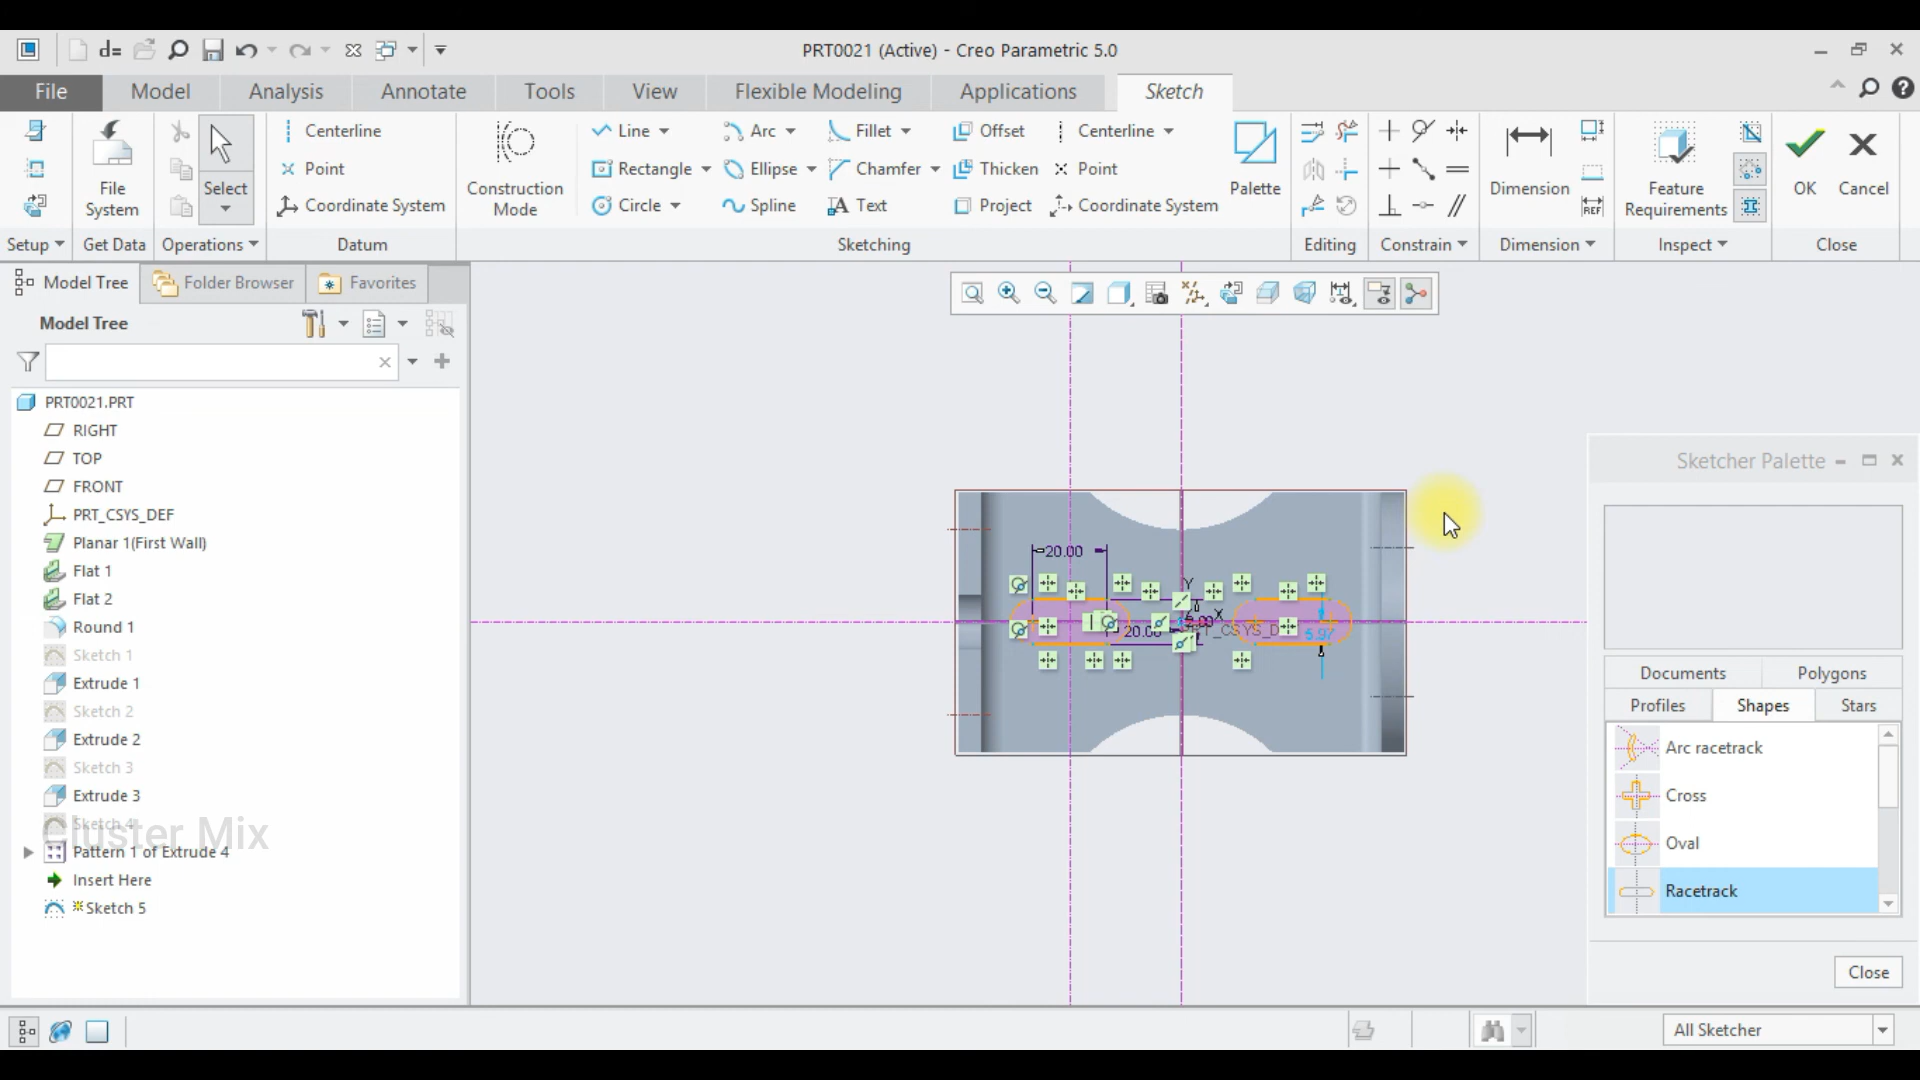 d=
PRT0021 (Active) - Creo Parametric 5.0
File
Model
Analysis
Annotate
Tools
View
Flexible Modeling
Applications
Sketch
Centerline
Line
Arc
Fillet
Offset
Centerline
Point
Rectangle
Ellipse
Chamfer
Thicken
Point
File System
Select
Coordinate System
Construction Mode
Circle
Spline
Text
Project
Coordinate System
Palette
Dimension
REF
Feature Requirements
OK
Cancel
Setup
Get Data
Operations
Datum
Sketching
Editing
Constrain
Dimension
Inspect
Close
Model Tree
Folder Browser
Favorites
Model Tree
PRT0021.PRT
RIGHT
TOP
FRONT
PRT_CSYS_DEF
Planar 1(First Wall)
Flat 1
Flat 2
Round 1
Sketch 1
Extrude 1
Sketch 2
Extrude 2
Sketch 3
Extrude 3
Sketch 4
Cluster Mix
Pattern 1 of Extrude 4
Insert Here
Sketch 5
20.00
Y
X
20.00
5.97
Sketcher Palette
Documents
Polygons
Profiles
Shapes
Stars
Arc racetrack
Cross
Oval
Racetrack
Close
All Sketcher